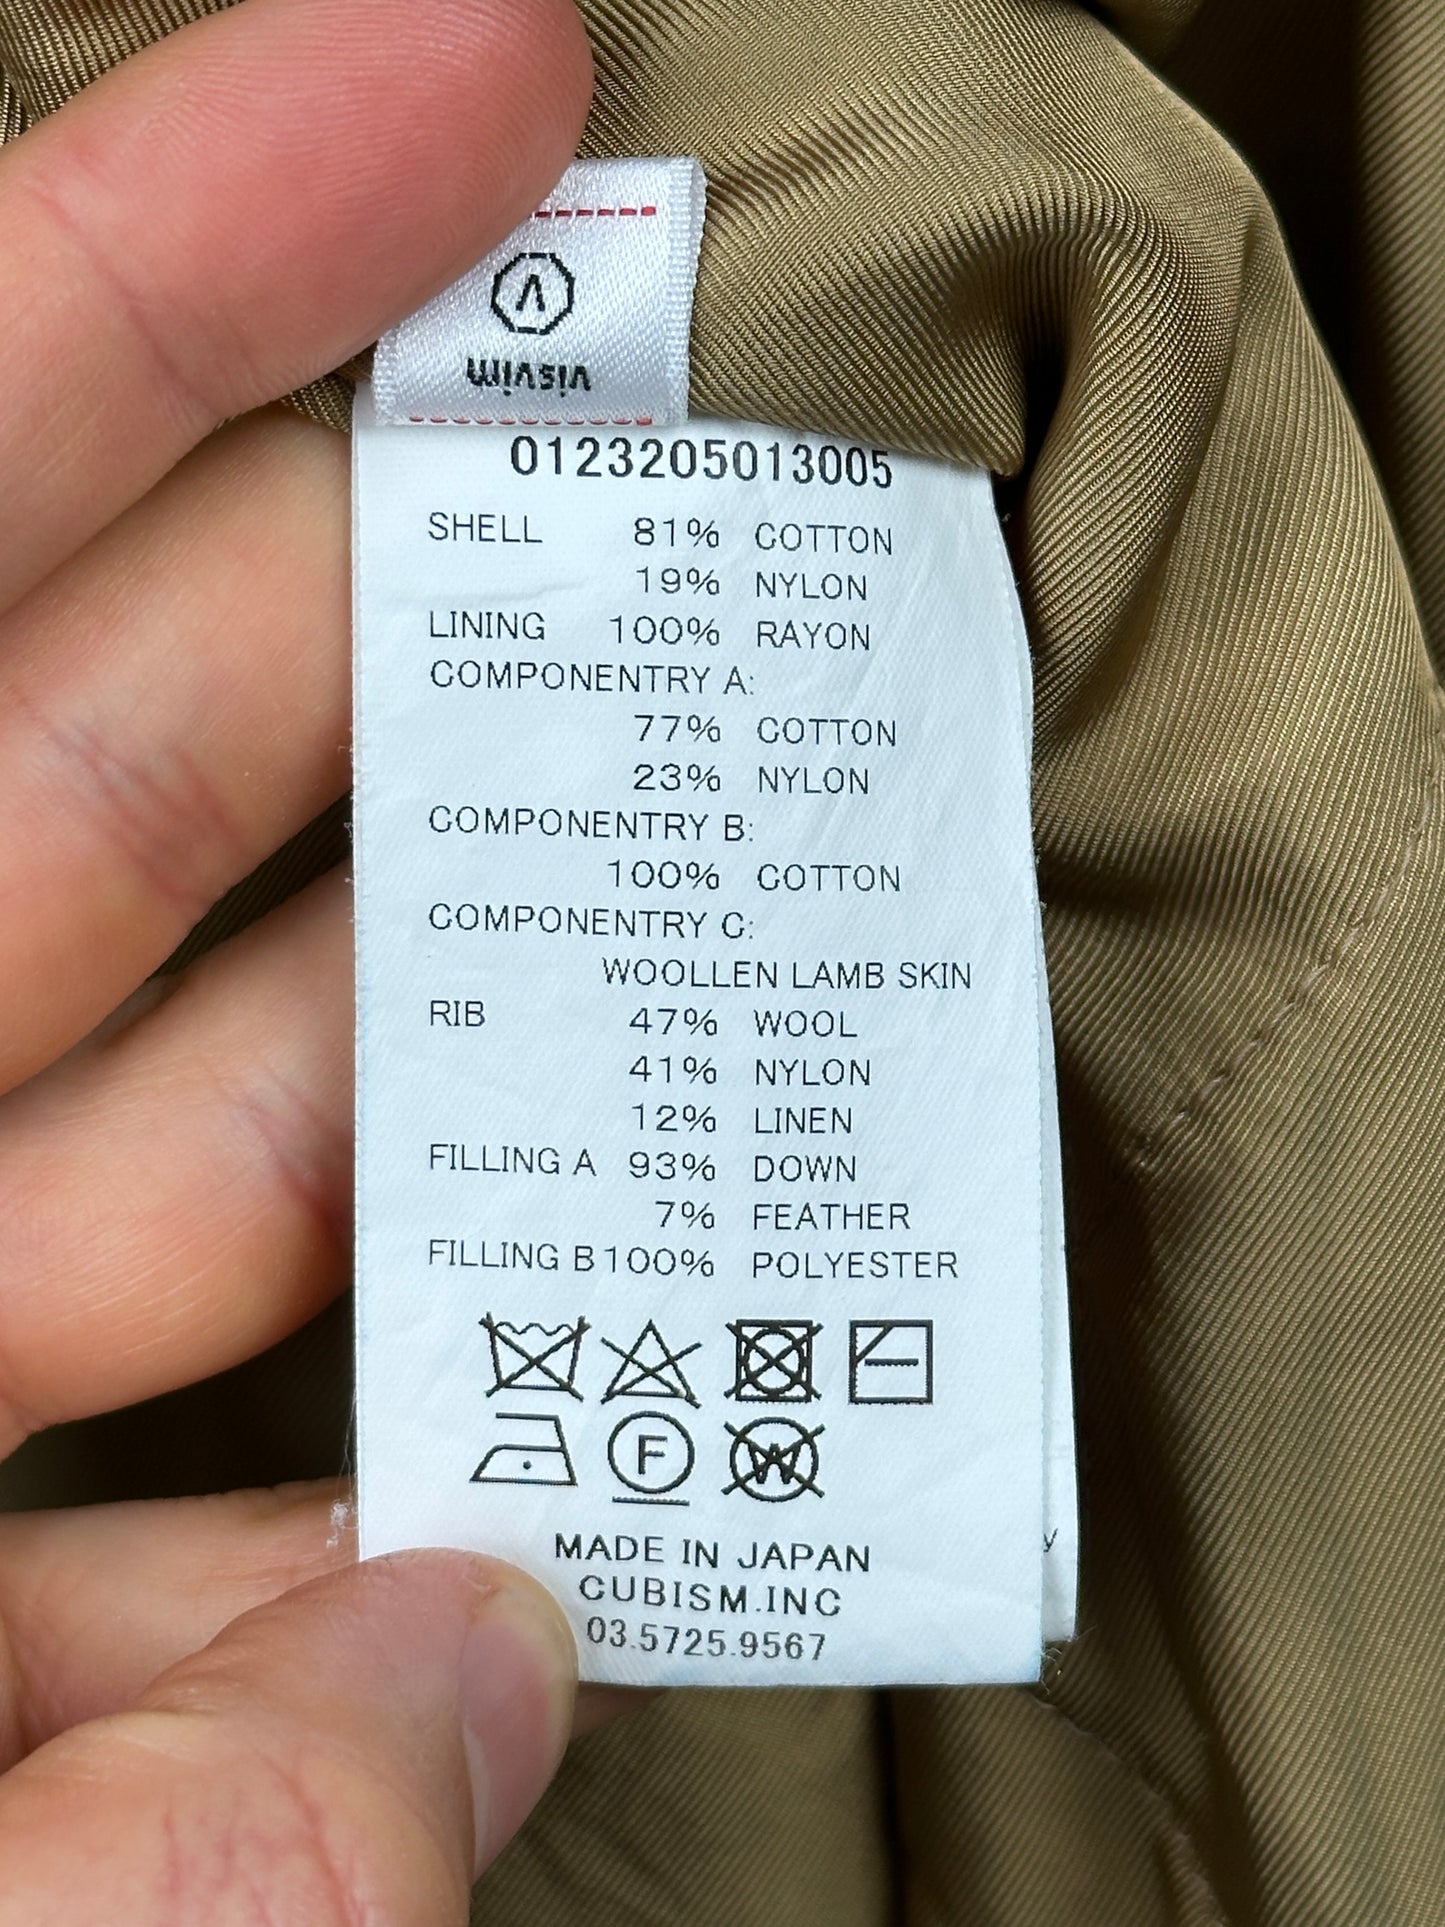 visvim
0123205013005
SHELL 81% COTTON
19% NYLON
LINING 100% RAYON
COMPONENTRY A:
77% COTTON
23% NYLON
COMPONENTRY B:
100% COTTON
COMPONENTRY C:
WOOLLEN LAMB SKIN
RIB 47% WOOL
41% NYLON
12% LINEN
FILLING A 93% DOWN
7% FEATHER
FILLING B 100% POLYESTER
F W
MADE IN JAPAN
CUBISM.INC
03.5725.9567